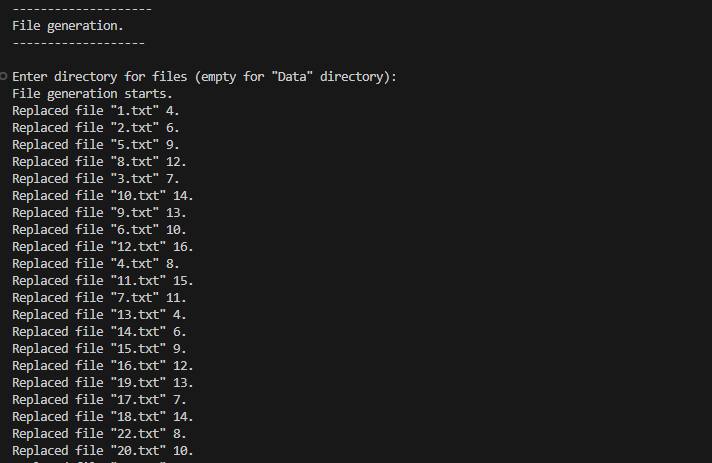 --------------------
File generation.
-------------------
Enter directory for files (empty for "Data" directory):
File generation starts.
Replaced file "1.txt" 4.
Replaced file "2.txt" 6.
Replaced file "5.txt" 9.
Replaced file "8.txt" 12.
Replaced file "3.txt" 7.
Replaced file "10.txt" 14.
Replaced file "9.txt" 13.
Replaced file "6.txt" 10.
Replaced file "12.txt" 16.
Replaced file "4.txt" 8.
Replaced file "11.txt" 15.
Replaced file "7.txt" 11.
Replaced file "13.txt" 4.
Replaced file "14.txt" 6.
Replaced file "15.txt" 9.
Replaced file "16.txt" 12.
Replaced file "19.txt" 13.
Replaced file "17.txt" 7.
Replaced file "18.txt" 14.
Replaced file "22.txt" 8.
Replaced file "20.txt" 10.